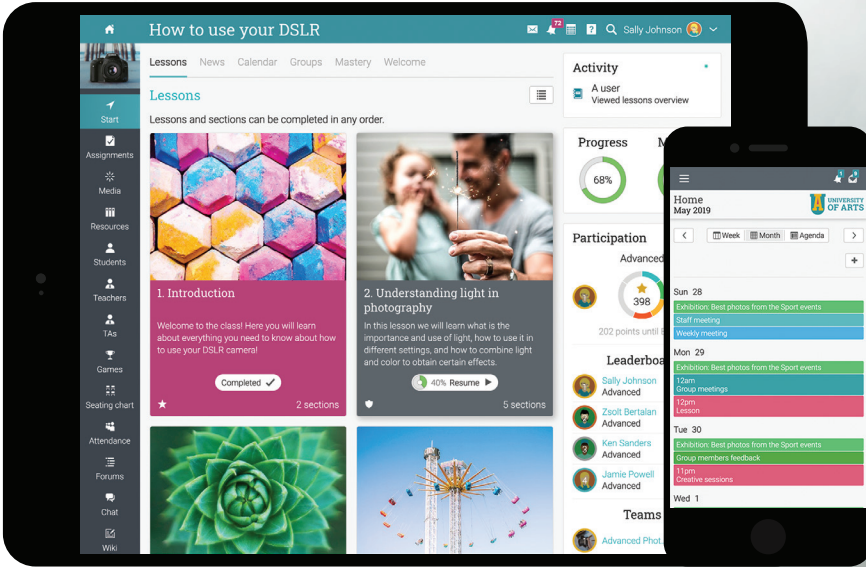 How to use your DSLR
72
?
Sally Johnson
Start
Assignments
Media
Resources
Students
Teachers
TAs
Games
Seating chart
Attendance
Forums
Chat
Wiki
Lessons News Calendar Groups Mastery Welcome
Lessons
Lessons and sections can be completed in any order.
1. Introduction
Welcome to the class! Here you will learn
about everything you need to know about how
to use your DSLR camera!
Completed
2 sections
2. Understanding light in
photography
In this lesson we will learn what is the
importance and use of light, how to use it in
different settings, and how to combine light
and color to obtain certain effects.
40% Resume
5 sections
Activity
A user
Viewed lessons overview
Progress M
68%
Participation
Advanced
398
202 points until
Leaderboa
Sally Johnson
Advanced
Zsolt Bertalan
Advanced
Ken Sanders
Advanced
4
Jamie Powell
Advanced
Teams
Advanced Phot.
Home
May 2019
UNIVERSITY
OF ARTS
Week Month Agenda
Sun 28
Exhibition: Best photos from the Sport events
Staff meeting
Weekly meeting
Mon 29
Exhibition: Best photos from the Sport events
12am
Group meetings
12pm
Lesson
Tue 30
Exhibition: Best photos from the Sport events
Group members feedback
11pm
Creative sessions
Wed 1